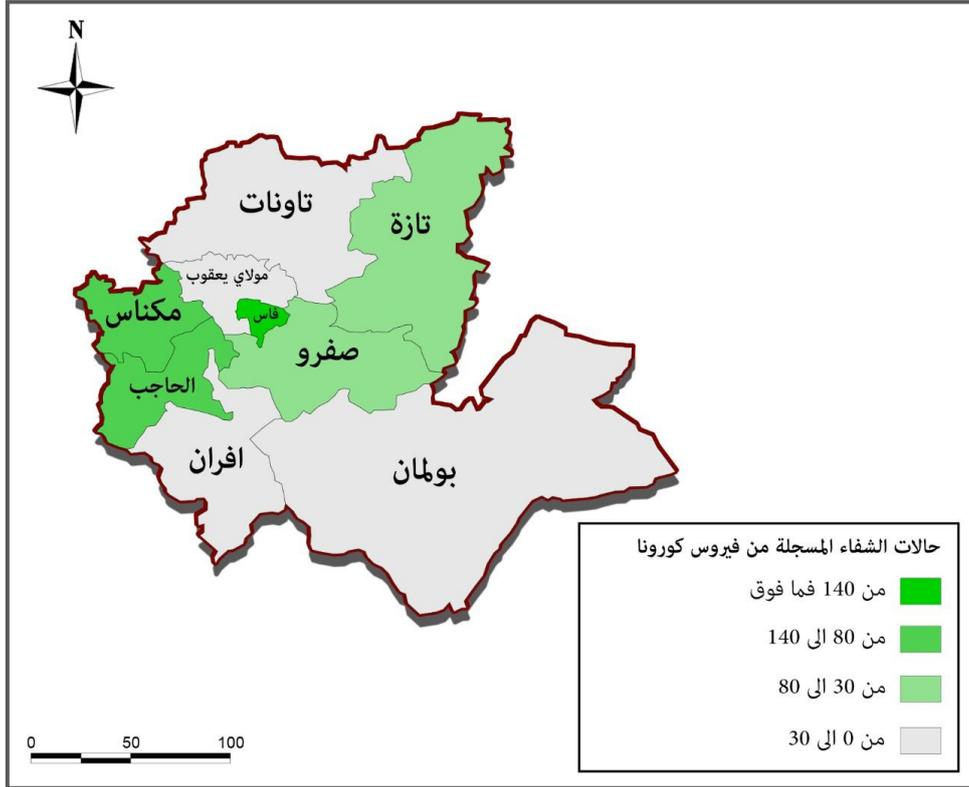 N
تاونات
تازة
مولاي يعقوب
فاس
مكناس
صفرو
الحاجب
افران
بولمان
حالات الشفاء المسجلة من فيروس كورونا
من 140 فما فوق
من 80 الى 140
من 30 الى 80
من 0 الى 30
0 50 100